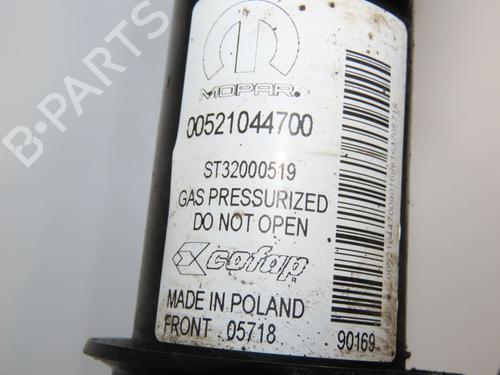 MOPAR.
00521044700
ST32000519
GAS PRESSURIZED
DO NOT OPEN
cofap
R
MADE IN POLAND
FRONT 05718
90169
B-PARTS